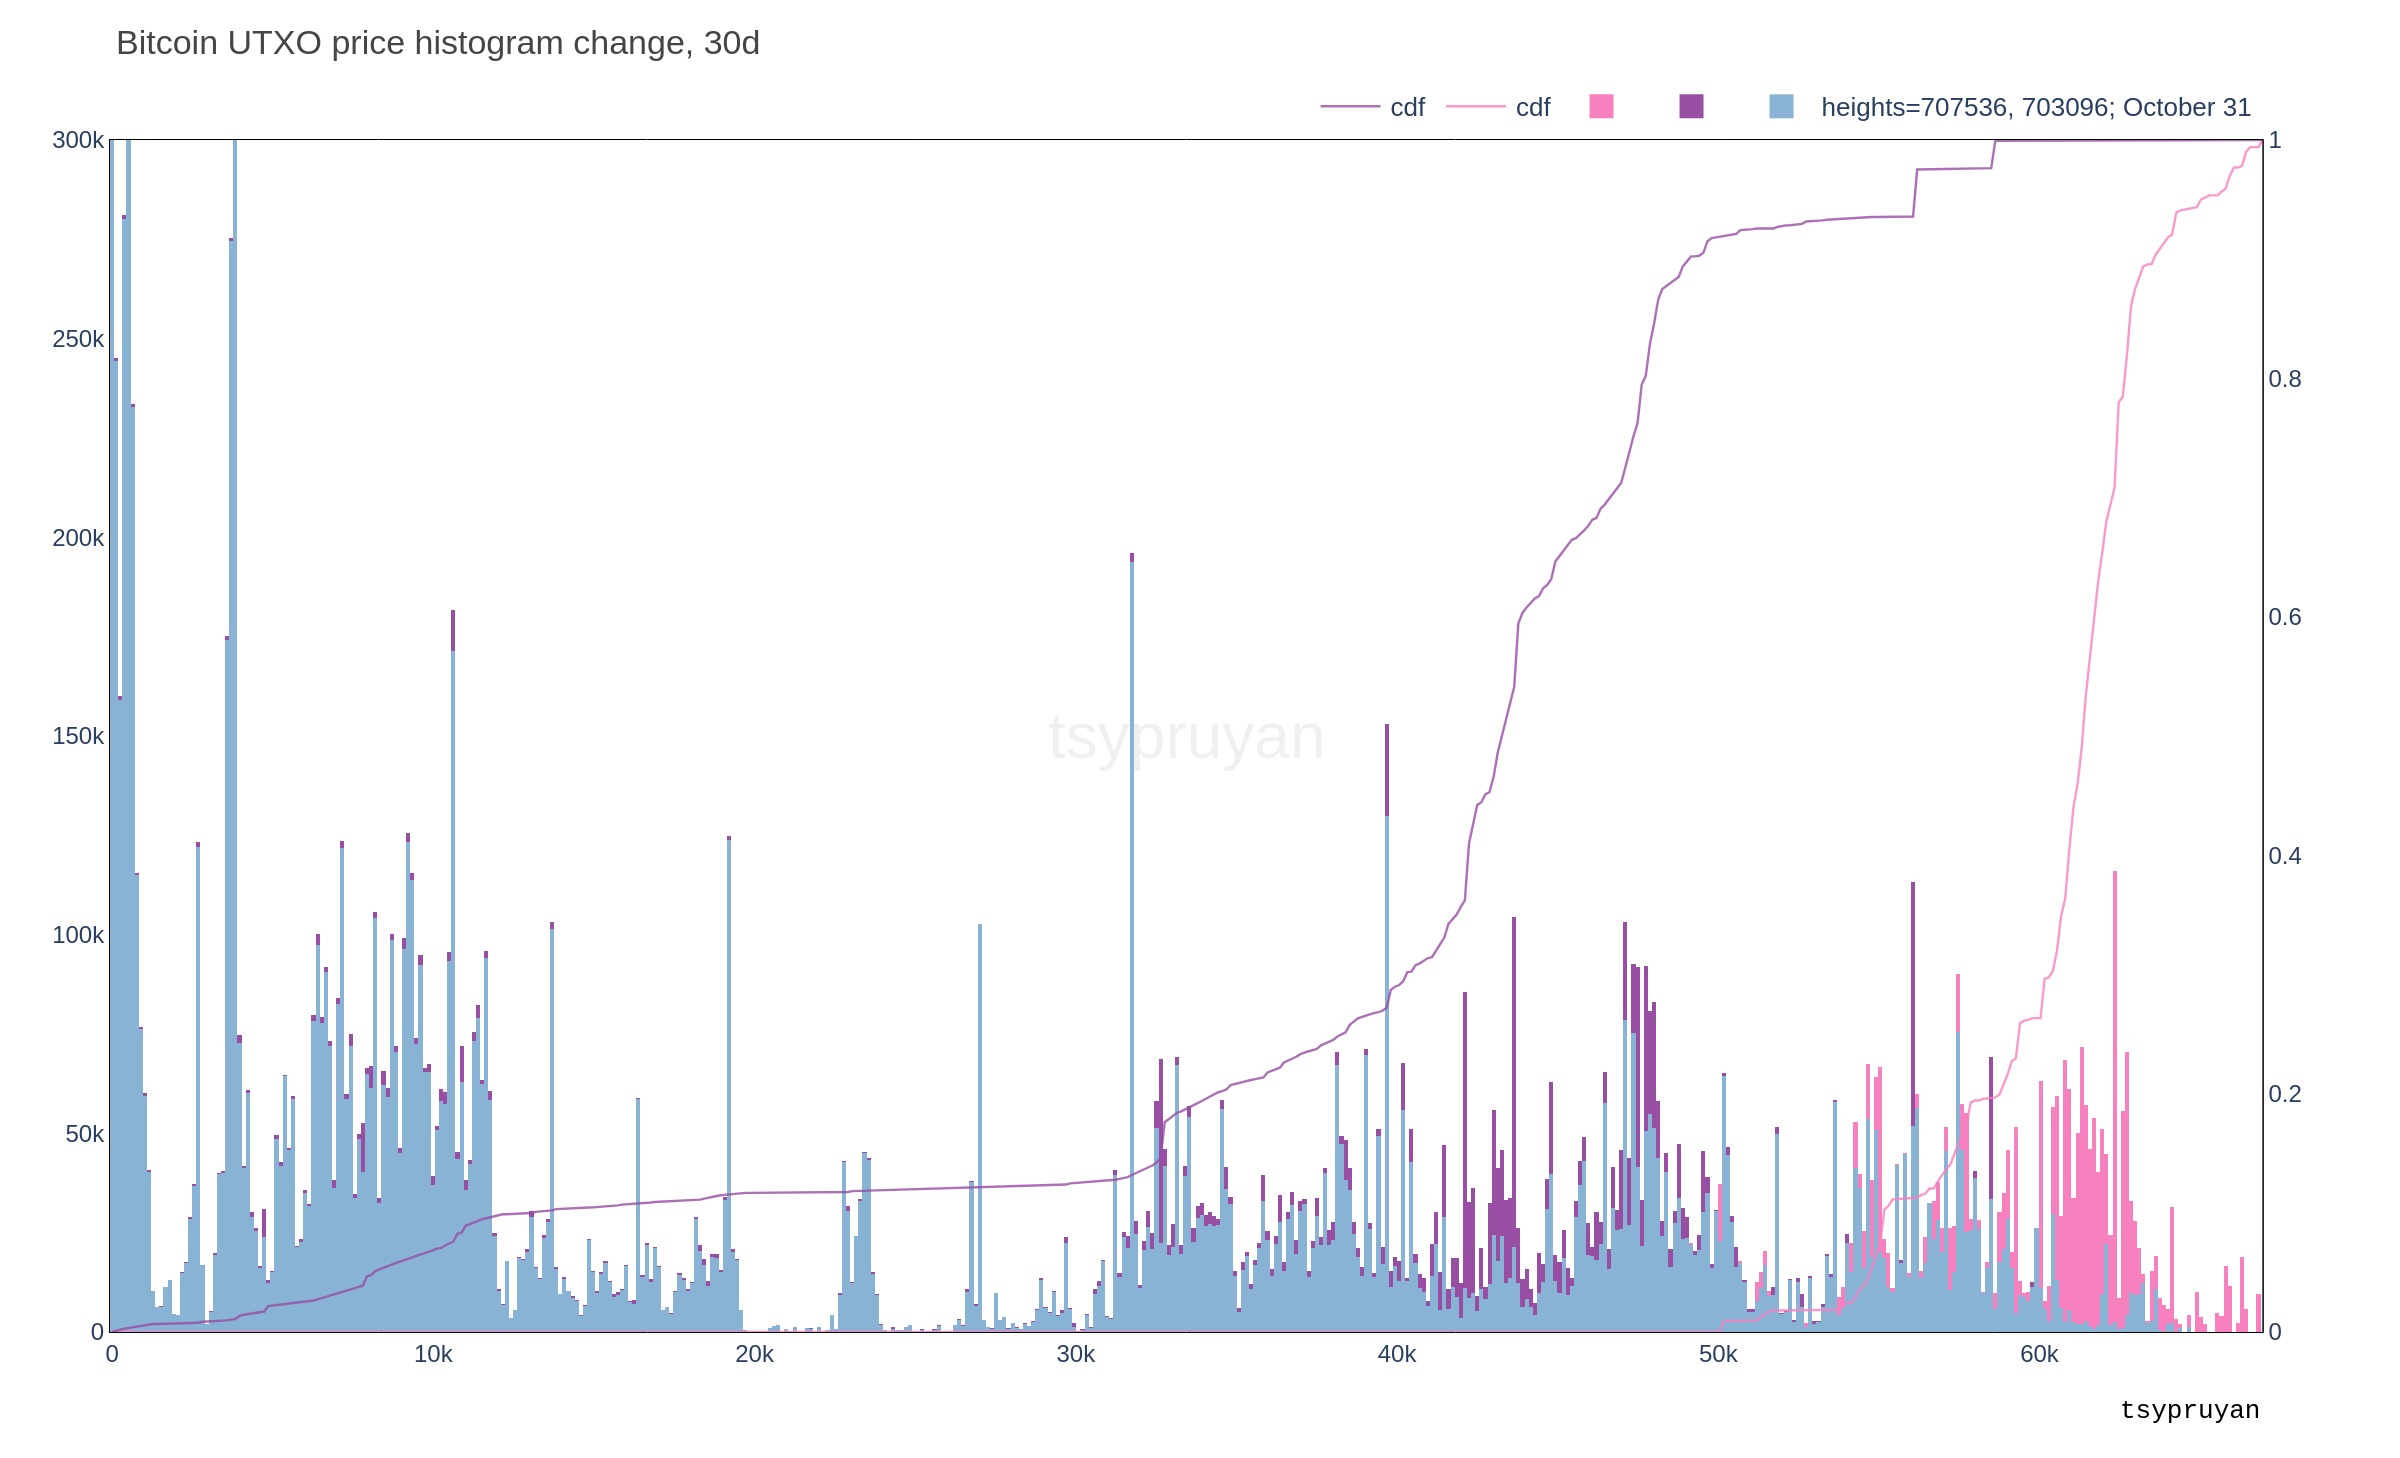 Bitcoin UTXO price histogram change, 30d
cdf cdf heights=707536, 703096; October 31
300k
250k
200k
150k
100k
50k
0
1
0.8
0.6
0.4
0.2
0
tsypruyan
0 10k 20k 30k 40k 50k 60k
tsypruyan